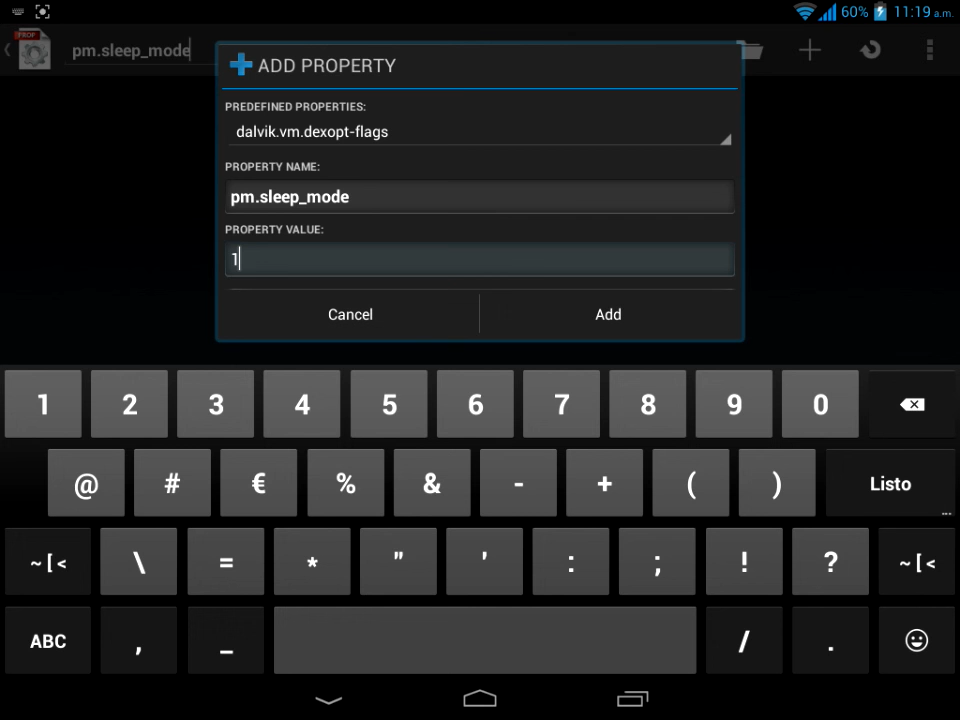 60% 11:19 a.m.
PROP
pm.sleep_mode
ADD PROPERTY
PREDEFINED PROPERTIES:
dalvik.vm.dexopt-flags
PROPERTY NAME:
pm.sleep_mode
PROPERTY VALUE:
1
Cancel Add
1 2 3 4 5 6 7 8 9 0
@ # € % & - + ( ) Listo
...
~ [ < \ = * " ' : ; ! ? ~ [ <
ABC , _ / .